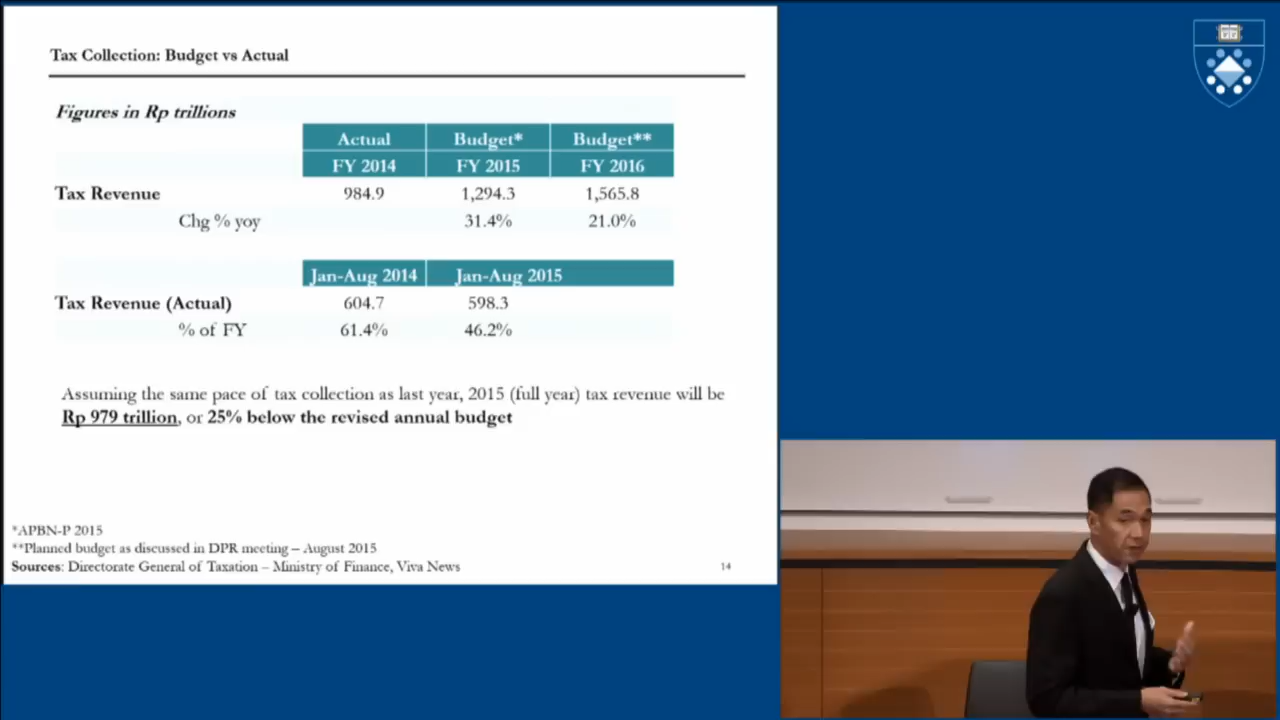 Tax Collection: Budget vs Actual
Figures in Rp trillions
Actual Budget* Budget**
FY 2014 FY 2015 FY 2016
Tax Revenue 984.9 1,294.3 1,565.8
Chg % yoy 31.4% 21.0%
Jan-Aug 2014 Jan-Aug 2015
Tax Revenue (Actual) 604.7 598.3
% of FY 61.4% 46.2%
Assuming the same pace of tax collection as last year, 2015 (full year) tax revenue will be
Rp 979 trillion, or 25% below the revised annual budget
*APBN-P 2015
**Planned budget as discussed in DPR meeting – August 2015
Sources: Directorate General of Taxation – Ministry of Finance, Viva News
14